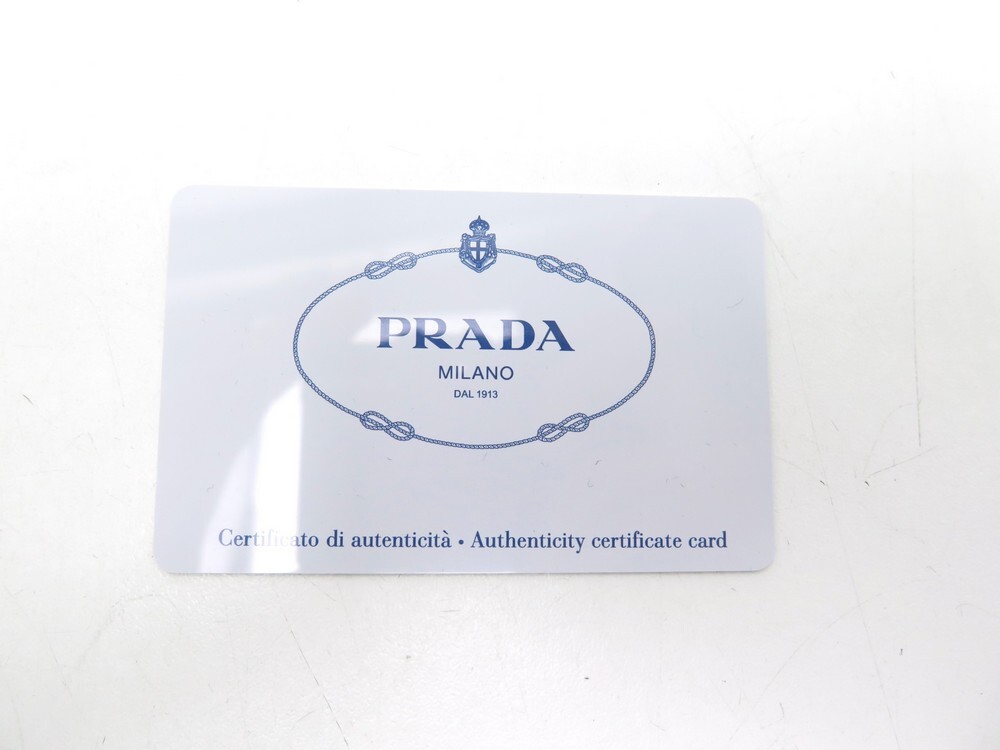 PRADA
MILANO
DAL 1913
Certificato di autenticità • Authenticity certificate card